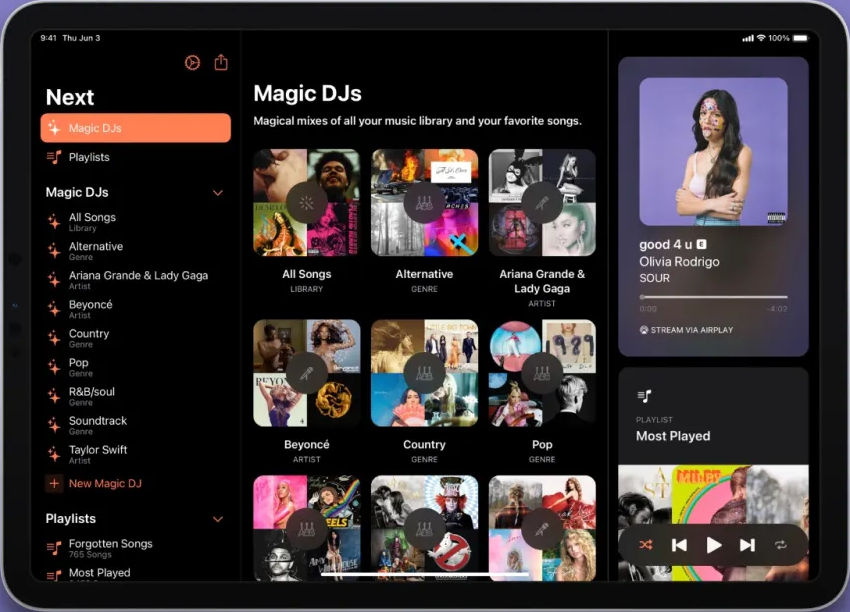 9:41 Thu Jun 3
100%
Next
Magic DJs
Playlists
Magic DJs
All Songs
Library
Alternative
Genre
Ariana Grande & Lady Gaga
Artist
Beyoncé
Artist
Country
Genre
Pop
Genre
R&B/soul
Genre
Soundtrack
Genre
Taylor Swift
Artist
New Magic DJ
Playlists
Forgotten Songs
765 Songs
Most Played
Magic DJs
Magical mixes of all your music library and your favorite songs.
All Songs
LIBRARY
Alternative
GENRE
Ariana Grande &
Lady Gaga
ARTIST
1989
Beyoncé
ARTIST
Country
GENRE
Pop
GENRE
good 4 u E
Olivia Rodrigo
SOUR
0:00
-4:02
STREAM VIA AIRPLAY
PLAYLIST
Most Played
MILEY